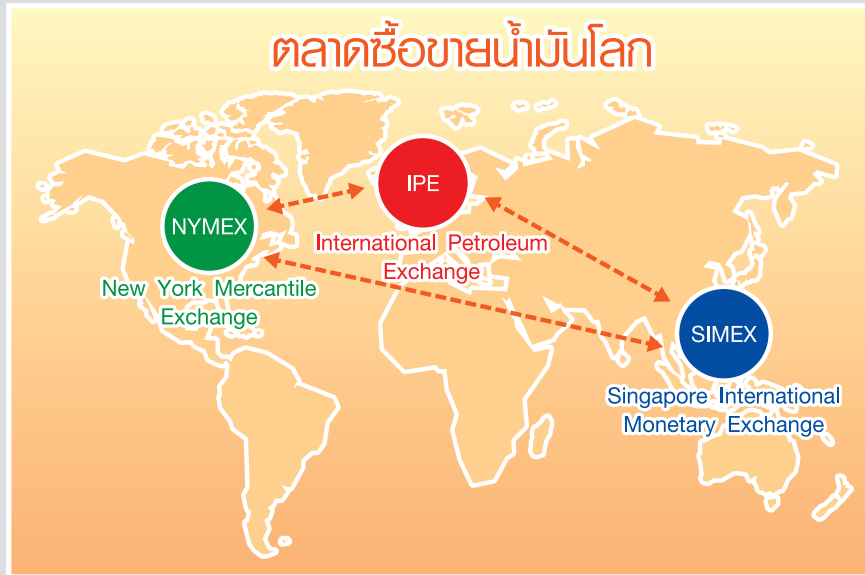 ตลาดซื้อขายน้ำมันโลก
IPE
International Petroleum
Exchange
NYMEX
New York Mercantile
Exchange
SIMEX
Singapore International
Monetary Exchange